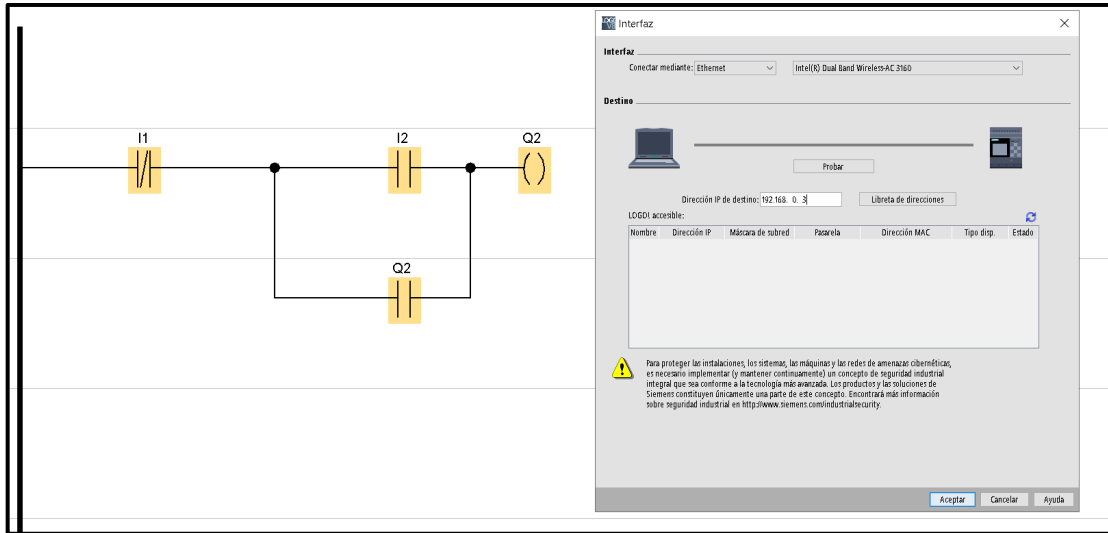 Interfaz
Interfaz
Conectar mediante: Ethernet Intel(R) Dual Band Wireless-AC 3160
Destino
Probar
Dirección IP de destino: 192.168. 0. 3 Libreta de direcciones
LOGO! accesible:
Nombre Dirección IP Máscara de subred Pasarela Dirección MAC Tipo disp. Estado
Para proteger las instalaciones, los sistemas, las máquinas y las redes de amenazas cibernéticas,
es necesario implementar (y mantener continuamente) un concepto de seguridad industrial
integral que sea conforme a la tecnología más avanzada. Los productos y las soluciones de
Siemens constituyen únicamente una parte de este concepto. Encontrará más información
sobre seguridad industrial en http://www.siemens.com/industrialsecurity.
Aceptar Cancelar Ayuda
I1 I2 Q2
Q2